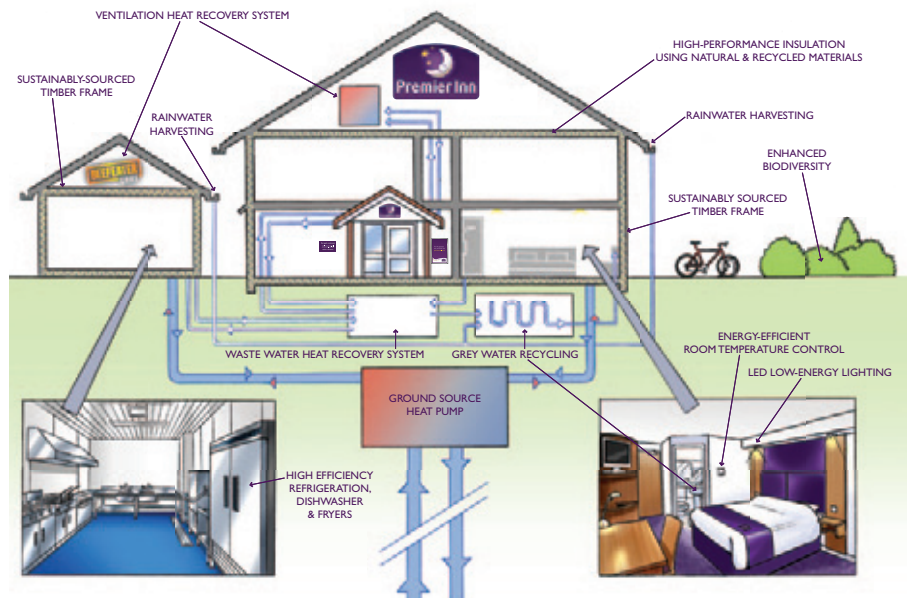 VENTILATION HEAT RECOVERY SYSTEM
HIGH-PERFORMANCE INSULATION
USING NATURAL & RECYCLED MATERIALS
Premier Inn
SUSTAINABLY-SOURCED
TIMBER FRAME
RAINWATER
HARVESTING
RAINWATER HARVESTING
ENHANCED
BIODIVERSITY
BEEFEATER
SUSTAINABLY SOURCED
TIMBER FRAME
WASTE WATER HEAT RECOVERY SYSTEM
GREY WATER RECYCLING
ENERGY-EFFICIENT
ROOM TEMPERATURE CONTROL
LED LOW-ENERGY LIGHTING
GROUND SOURCE
HEAT PUMP
HIGH EFFICIENCY
REFRIGERATION,
DISHWASHER
& FRYERS